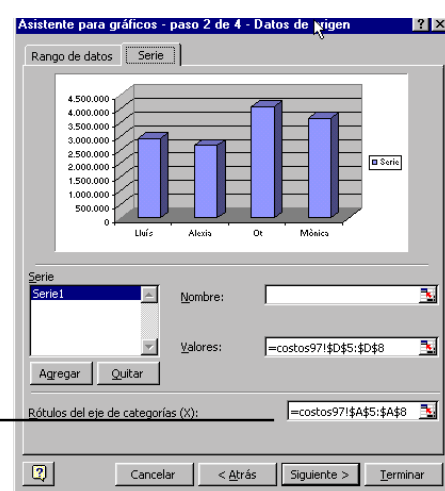 Asistente para gráficos - paso 2 de 4 - Datos de origen
Rango de datos Serie
4.500.000
4.000.000
3.500.000
3.000.000
2.500.000
2.000.000
1.500.000
1.000.000
500.000
0
Lluís Alexia Ot Mònica
Serie
Serie
Serie1
Nombre:
Valores: =costos97!$D$5:$D$8
Agregar Quitar
Rótulos del eje de categorías (X): =costos97!$A$5:$A$8
Cancelar < Atrás Siguiente > Terminar